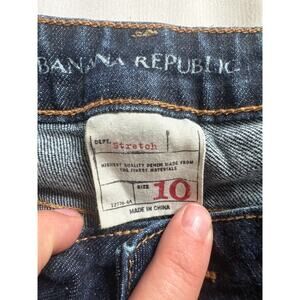 BANANA REPUBLIC
DEPT. Stretch
HIGHEST QUALITY DENIM MADE FROM
THE FINEST MATERIALS
SIZE 10
MADE IN CHINA